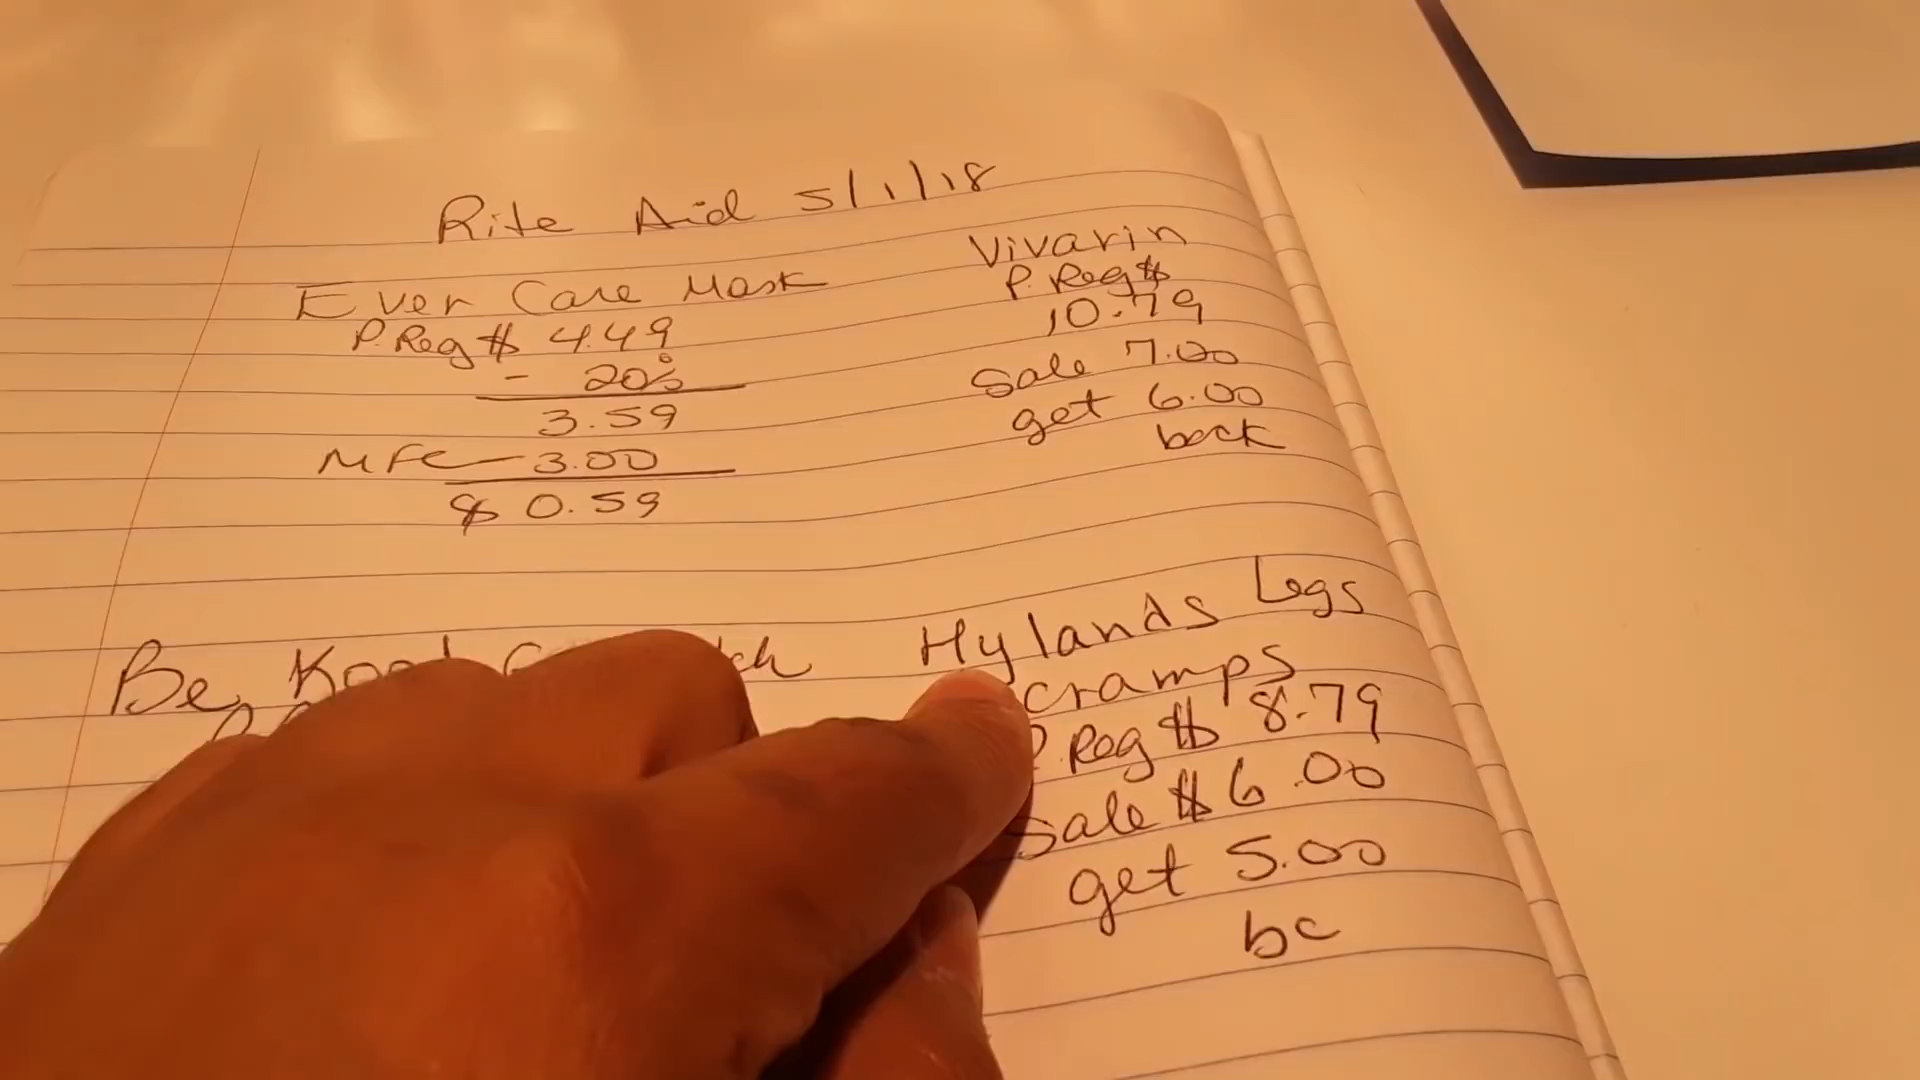 Rite Aid 5/1/18
Ever Care Mask
P. Reg $ 4.49
- 20%
3.59
MFC - 3.00
$ 0.59
Vivarin
P. Reg $
10.79
Sale 7.00
get 6.00
back
Be
Hylands Legs
cramps
P. Reg $ 8.79
Sale $ 6.00
get 5.00
bc